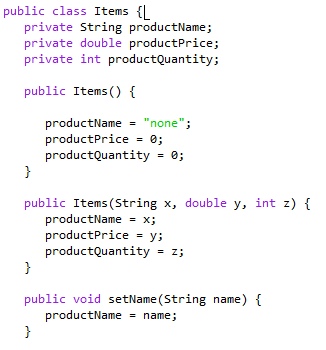 public class Items {
private String productName;
private double productPrice;
private int productQuantity;
public Items() {
productName = "none";
productPrice = 0;
productQuantity = 0;
}
public Items(String x, double y, int z) {
productName = x;
productPrice = y;
productQuantity = z;
}
public void setName(String name) {
productName = name;
}